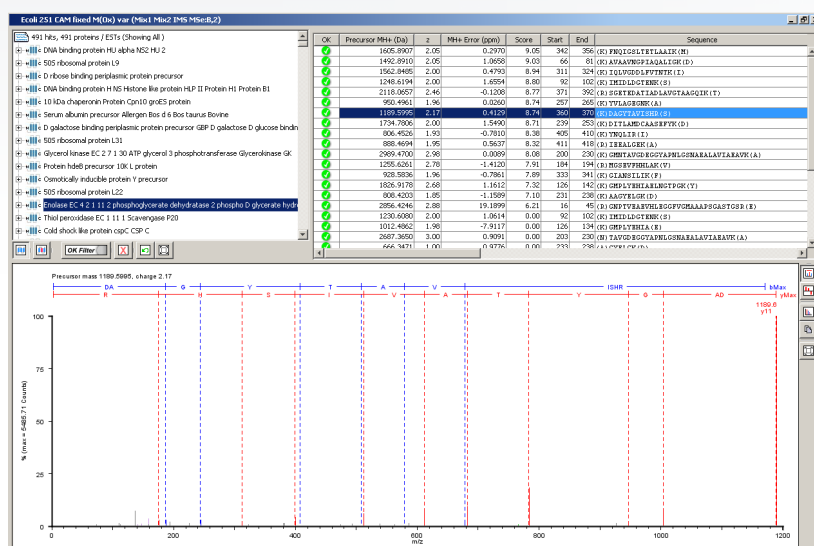 Ecoli 2S1 CAM fixed M(Ox) var (Mix1 Mix2 IMS MSe:B,2)
491 hits, 491 proteins / ESTs (Showing All )
DNA binding protein HU alpha NS2 HU 2
50S ribosomal protein L9
D ribose binding periplasmic protein precursor
DNA binding protein H NS Histone like protein HLP II Protein H1 Protein B1
10 kDa chaperonin Protein Cpn10 groES protein
Serum albumin precursor Allergen Bos d 6 Bos taurus Bovine
D galactose binding periplasmic protein precursor GBP D galactose D glucose bindin
50S ribosomal protein L31
Glycerol kinase EC 2 7 1 30 ATP glycerol 3 phosphotransferase Glycerokinase GK
Protein hdeB precursor 10K L protein
Osmotically inducible protein Y precursor
50S ribosomal protein L22
Enolase EC 4 2 1 11 2 phosphoglycerate dehydratase 2 phospho D glycerate hydr
Thiol peroxidase EC 1 11 1 Scavengase P20
Cold shock like protein cspC CSP C
OK Filter
OK Precursor MH+ (Da) z MH+ Error (ppm) Score Start End Sequence
1605.8907 2.05 0.2970 9.05 342 356 (K)FNQIGSLTETLAAIK(M)
1492.8910 2.05 1.0658 9.03 66 81 (K)AVAAVNGPIAQALIGK(D)
1562.8485 2.00 0.4793 8.94 311 324 (K)IQLVGDDLFVTNTK(I)
1248.6194 2.00 1.6554 8.80 92 102 (K)IMIDLDGTENK(S)
2118.0657 2.46 -0.1208 8.77 371 392 (R)SGETEDATIADLAVGTAAGQIK(T)
950.4961 1.96 0.0260 8.74 257 265 (K)YVLAGEGNK(A)
1189.5995 2.17 0.4129 8.74 360 370 (K)DAGYTAVISHR(S)
1734.7806 2.00 1.5490 8.71 239 253 (K)DITLAMDCAASEFYK(D)
806.4526 1.93 -0.7810 8.38 405 410 (K)YNQLIR(I)
888.4694 1.95 0.5637 8.32 411 418 (R)IEEALGEK(A)
2989.4700 2.98 0.0089 8.08 200 230 (K)GMNTAVGDEGGYAPNLGSNAEALAVIAEAVK(A)
1255.6261 2.78 -1.4120 7.91 184 194 (R)MGSEVFHHLAK(V)
928.5836 1.96 -0.7861 7.89 333 341 (K)GIANSILIK(F)
1826.9178 2.68 1.1612 7.32 126 142 (K)GMPLYEHIAELNGTPGK(Y)
808.4203 1.85 -1.1589 7.10 231 238 (K)AAGYELGK(D)
2856.4246 2.88 19.1899 6.21 16 45 (R)GNPTVEAEVHLEGGFVGMAAAPSGASTGSR(E)
1230.6080 2.00 1.0614 0.00 92 102 (K)IMIDLDGTENK(S)
1012.4862 1.98 -7.9117 0.00 126 134 (K)GMPLYEHIA(E)
2687.3650 3.00 0.9091 0.00 203 230 (N)TAVGDEGGYAPNLGSNAEALAVIAEAVK(A)
666.3471 1.00 0.9776 0.00 233 238 (A)GYELGK(D)
Precursor mass 1189.5995, charge 2.17
DA G Y T A V ISHR bMax
R H S I V A T Y G AD yMax
1189.6
y11
100
75
50
25
0
% (max = 5485.71 Counts)
0 200 400 600 800 1000 1200
m/z